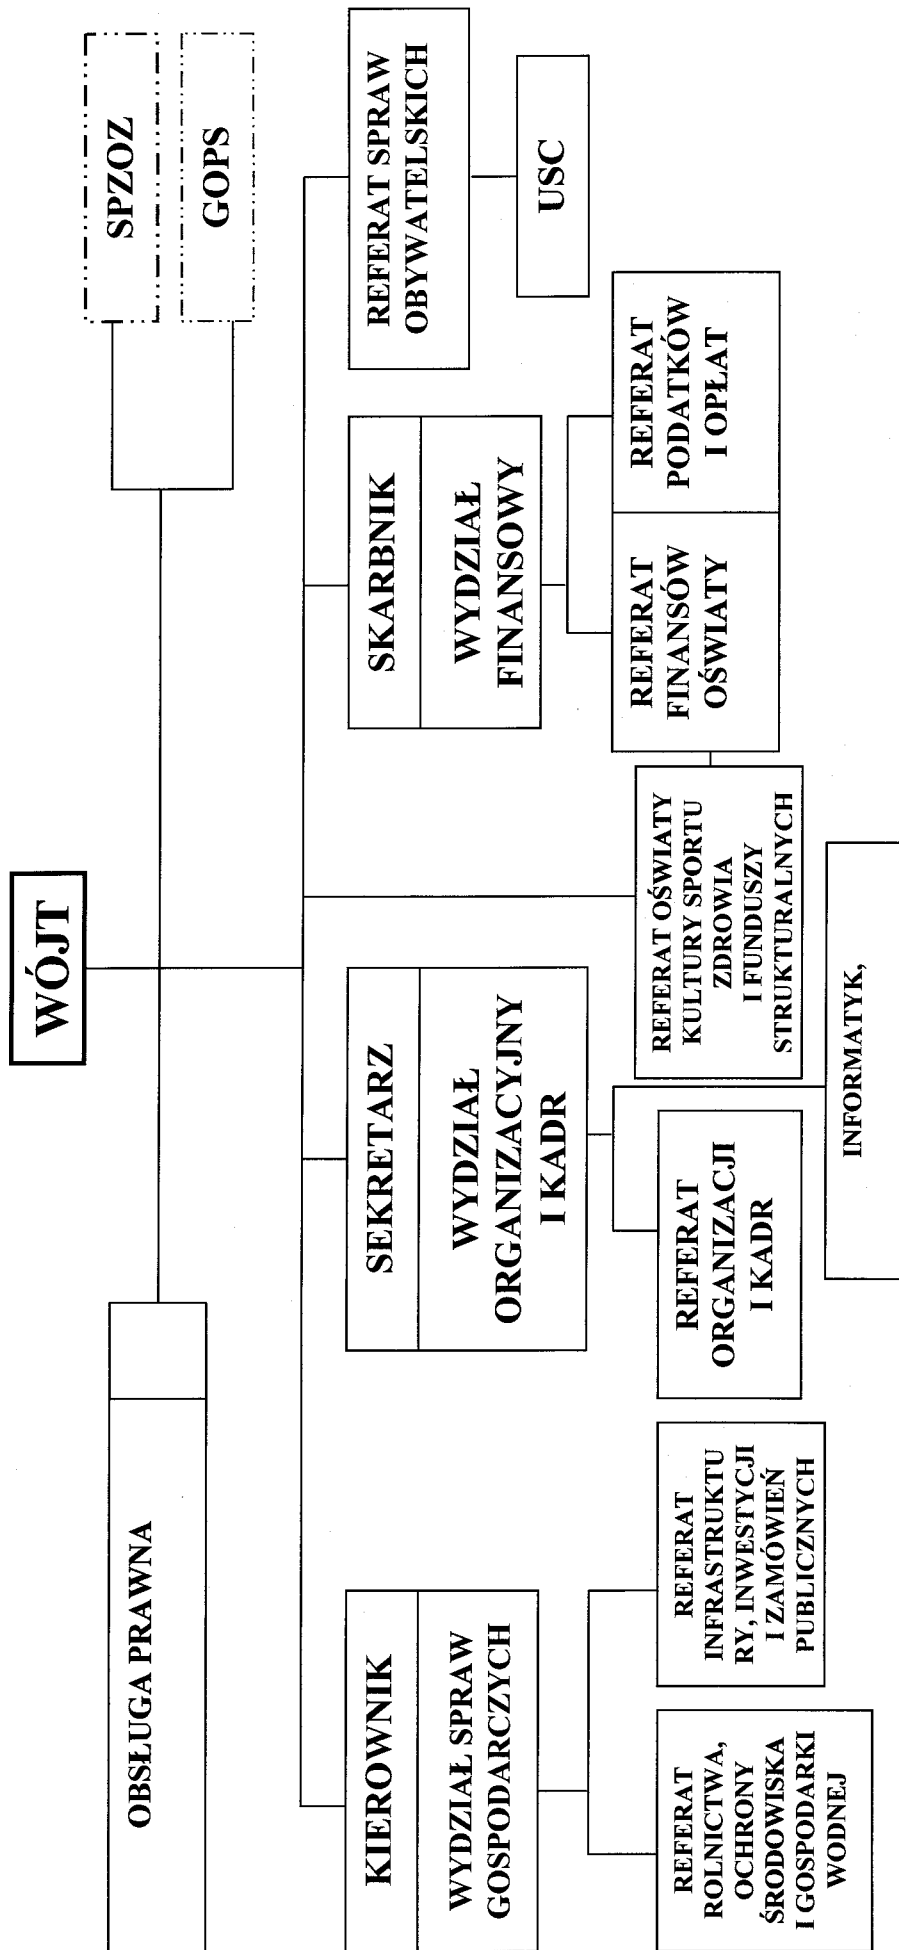 WÓJT
OBSŁUGA PRAWNA
SPZOZ
GOPS
KIEROWNIK
WYDZIAŁ SPRAW
GOSPODARCZYCH
SEKRETARZ
WYDZIAŁ
ORGANIZACYJNY
I KADR
SKARBNIK
WYDZIAŁ
FINANSOWY
REFERAT SPRAW
OBYWATELSKICH
USC
REFERAT
ROLNICTWA,
OCHRONY
ŚRODOWISKA
I GOSPODARKI
WODNEJ
REFERAT
INFRASTRUKTU
RY, INWESTYCJI
I ZAMÓWIEŃ
PUBLICZNYCH
REFERAT
ORGANIZACJI
I KADR
REFERAT OŚWIATY
KULTURY SPORTU
ZDROWIA
I FUNDUSZY
STRUKTURALNYCH
REFERAT
FINANSÓW
OŚWIATY
REFERAT
PODATKÓW
I OPŁAT
INFORMATYK,